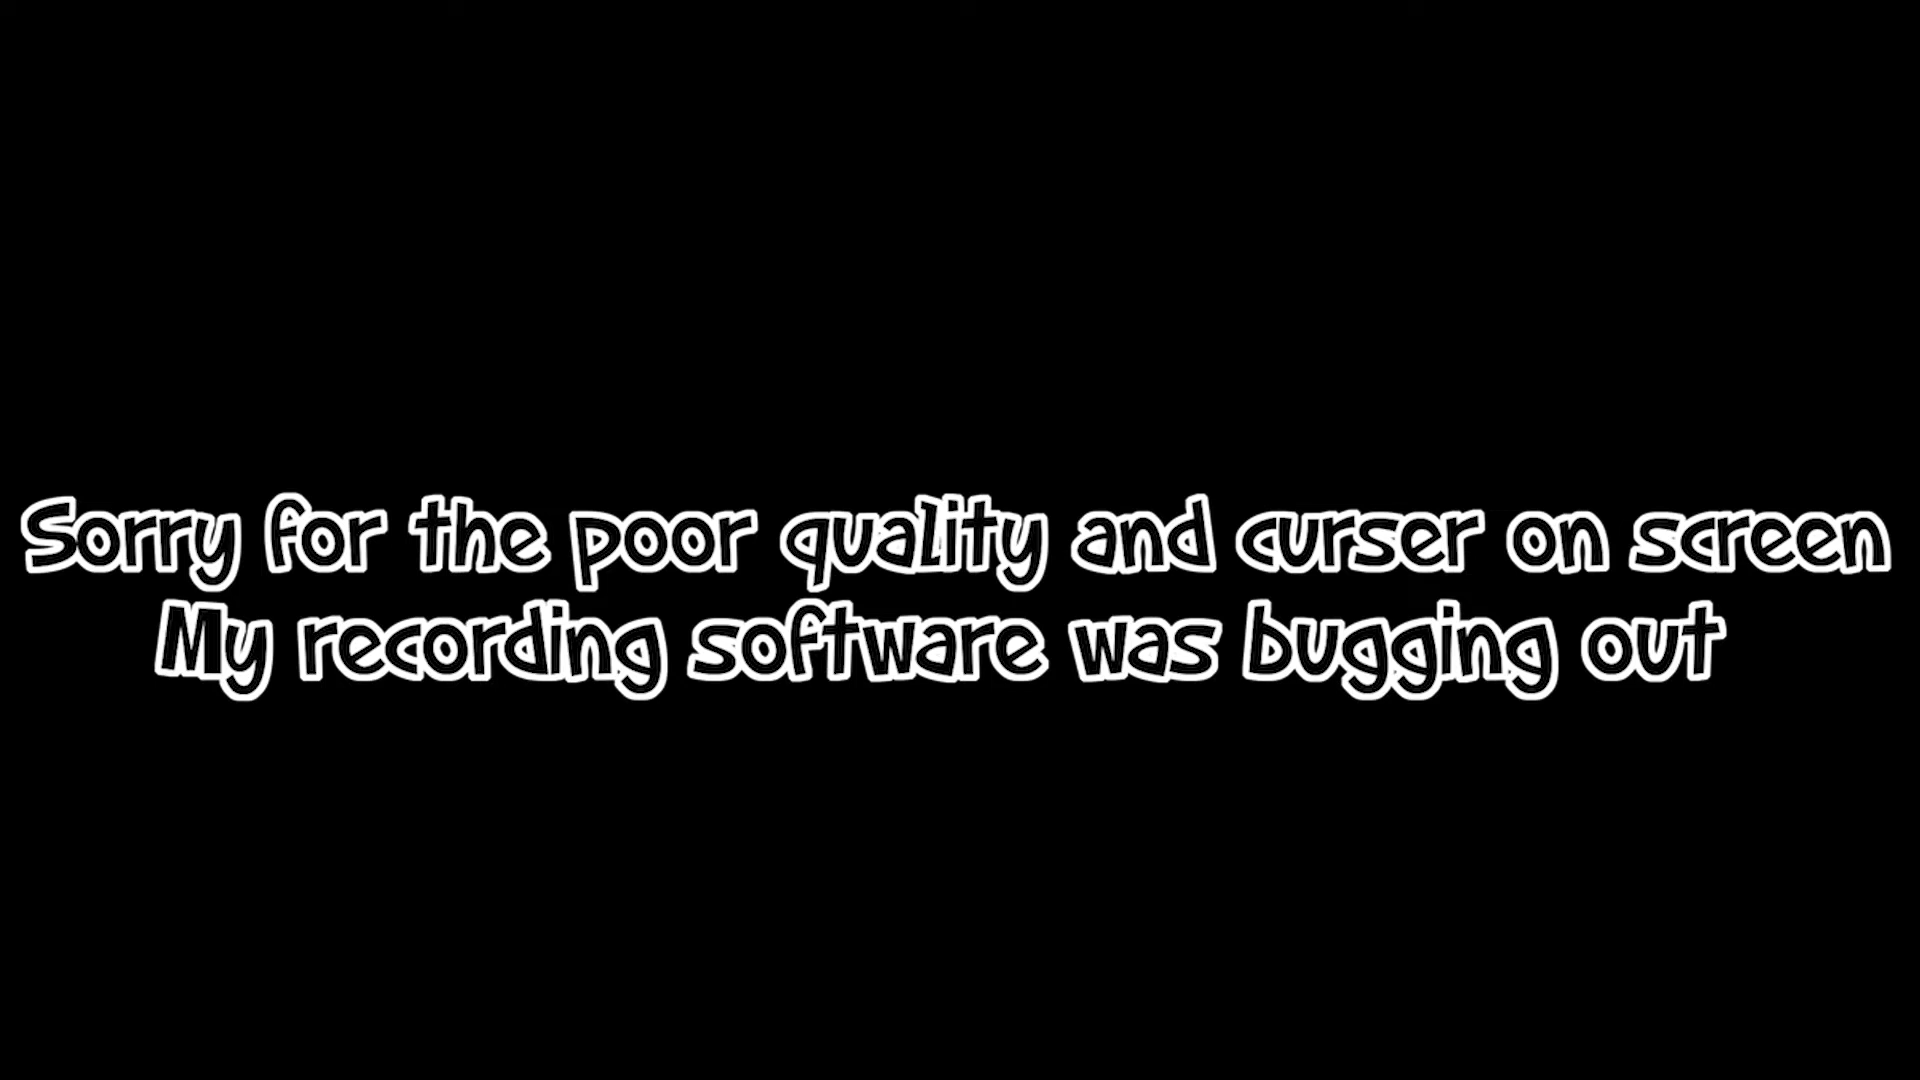 Sorry for the poor quality and curser on screen
My recording software was bugging out